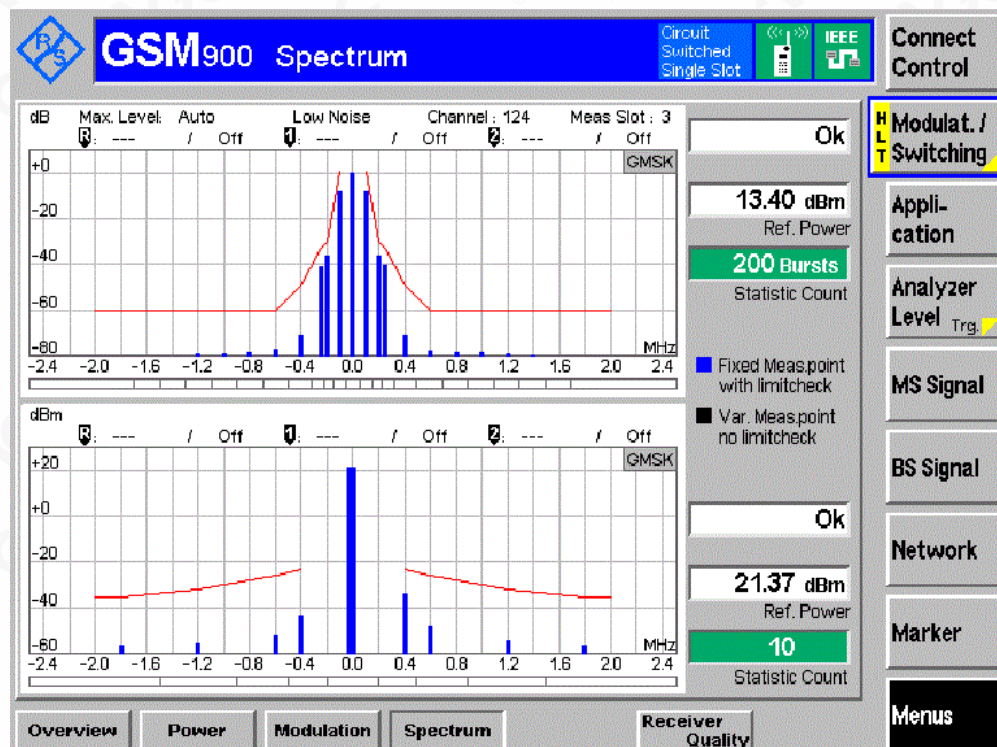 R&S GSM900 Spectrum
Circuit
Switched
Single Slot
IEEE
Connect
Control
dB Max. Level: Auto Low Noise Channel : 124 Meas Slot : 3
R: --- / Off 1: --- / Off 2: --- / Off
GMSK
+0
-20
-40
-60
-80
MHz
-2.4 -2.0 -1.6 -1.2 -0.8 -0.4 0.0 0.4 0.8 1.2 1.6 2.0 2.4
Ok
13.40 dBm
Ref. Power
200 Bursts
Statistic Count
Fixed Meas.point
with limitcheck
Var. Meas.point
no limitcheck
dBm
R: --- / Off 1: --- / Off 2: --- / Off
GMSK
+20
+0
-20
-40
-60
MHz
-2.4 -2.0 -1.6 -1.2 -0.8 -0.4 0.0 0.4 0.8 1.2 1.6 2.0 2.4
Ok
21.37 dBm
Ref. Power
10
Statistic Count
HLT
Modulat. /
Switching
Appli-
cation
Analyzer
Level Trg.
MS Signal
BS Signal
Network
Marker
Menus
Overview Power Modulation Spectrum Receiver
Quality